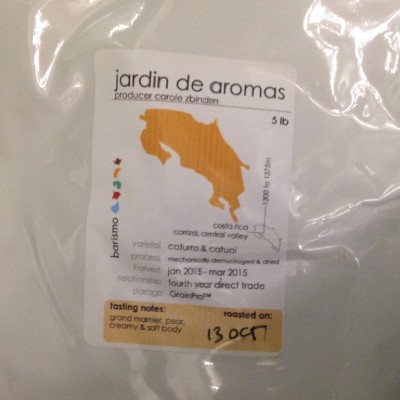 jardin de aromas
producer carole zbinden
5 lb
1300 to 1375m
costa rica
carrizal, central valley
barismo
varietal caturra & catuai
process mechanically demucilaged & dried
harvest jan 2015- mar 2015
relationship fourth year direct trade
storage GrainPro™
tasting notes: roasted on:
grand marnier, pear,
creamy & soft body
13 OCT